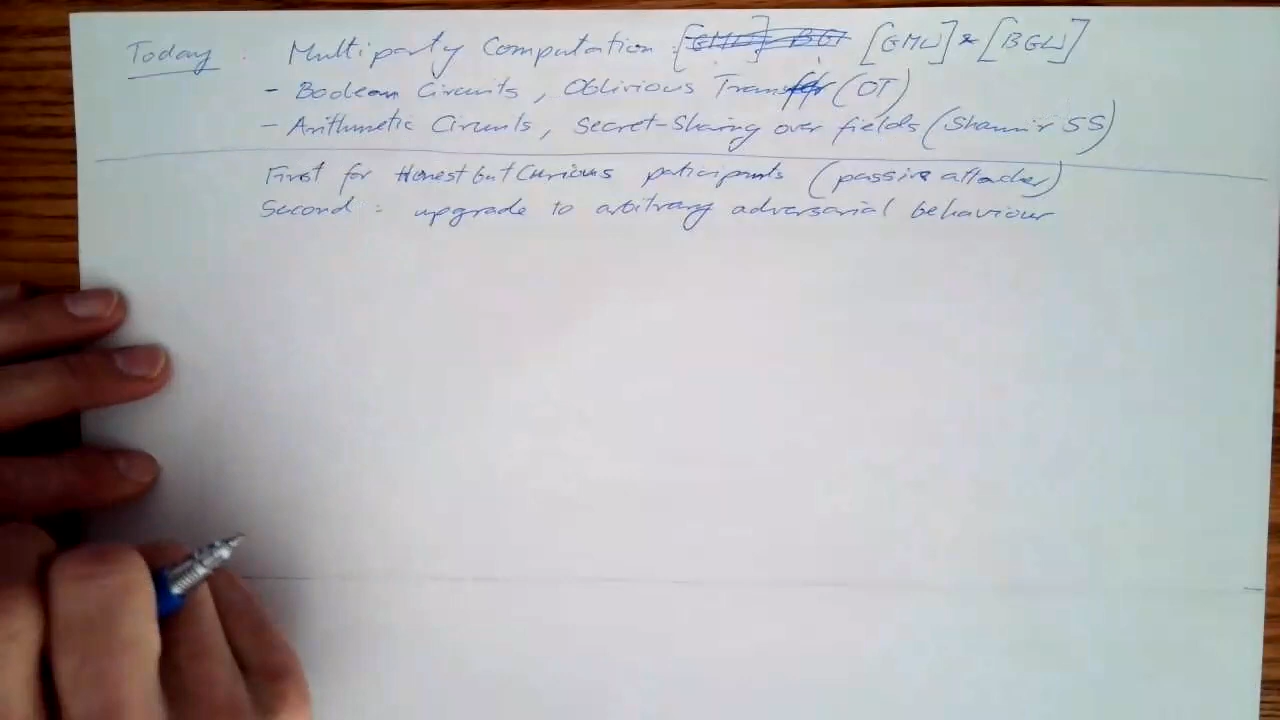 Today : Multiparty Computation : [GMW] & [BGW]
- Boolean Circuits, Oblivious Transfer (OT)
- Arithmetic Circuits, Secret-Sharing over fields (Shamir SS)
First for Honest but Curious participants (passive attacker)
Second : upgrade to arbitrary adversarial behaviour